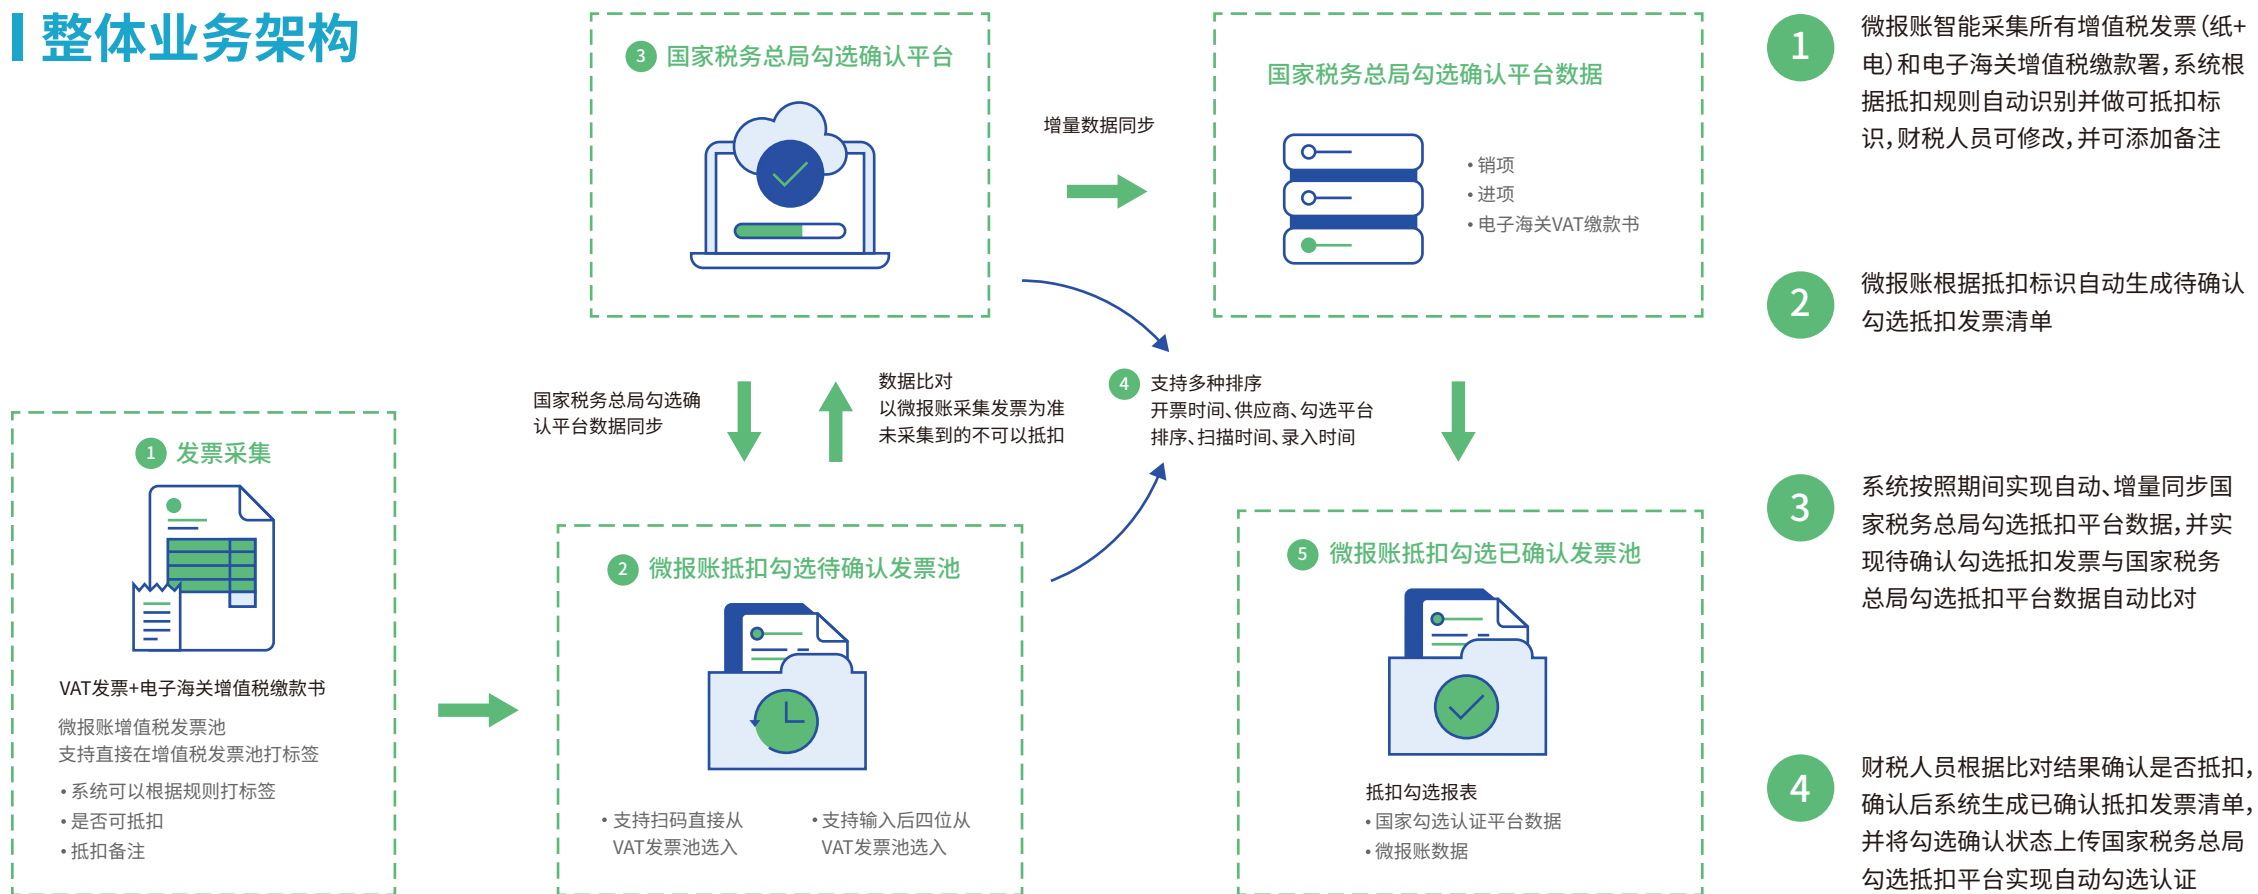 整体业务架构
3 国家税务总局勾选确认平台
增量数据同步
国家税务总局勾选确认平台数据
• 销项
• 进项
• 电子海关VAT缴款书
国家税务总局勾选确
认平台数据同步
数据比对
以微报账采集发票为准
未采集到的不可以抵扣
4 支持多种排序
开票时间、供应商、勾选平台
排序、扫描时间、录入时间
1 发票采集
VAT发票+电子海关增值税缴款书
微报账增值税发票池
支持直接在增值税发票池打标签
• 系统可以根据规则打标签
• 是否可抵扣
• 抵扣备注
2 微报账抵扣勾选待确认发票池
• 支持扫码直接从
VAT发票池选入
• 支持输入后四位从
VAT发票池选入
5 微报账抵扣勾选已确认发票池
抵扣勾选报表
• 国家勾选认证平台数据
• 微报账数据
1
微报账智能采集所有增值税发票（纸+
电）和电子海关增值税缴款署，系统根
据抵扣规则自动识别并做可抵扣标
识，财税人员可修改，并可添加备注
2
微报账根据抵扣标识自动生成待确认
勾选抵扣发票清单
3
系统按照期间实现自动、增量同步国
家税务总局勾选抵扣平台数据，并实
现待确认勾选抵扣发票与国家税务
总局勾选抵扣平台数据自动比对
4
财税人员根据比对结果确认是否抵扣，
确认后系统生成已确认抵扣发票清单，
并将勾选确认状态上传国家税务总局
勾选抵扣平台实现自动勾选认证